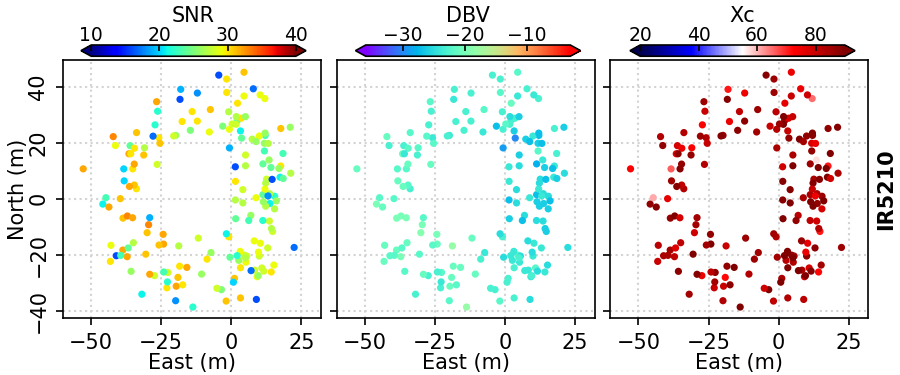 SNR DBV Xc
10 20 30 40 −30 −20 −10 20 40 60 80
40
20
0
−20
−40
North (m)
IR5210
−50 −25 0 25 −50 −25 0 25 −50 −25 0 25
East (m) East (m) East (m)